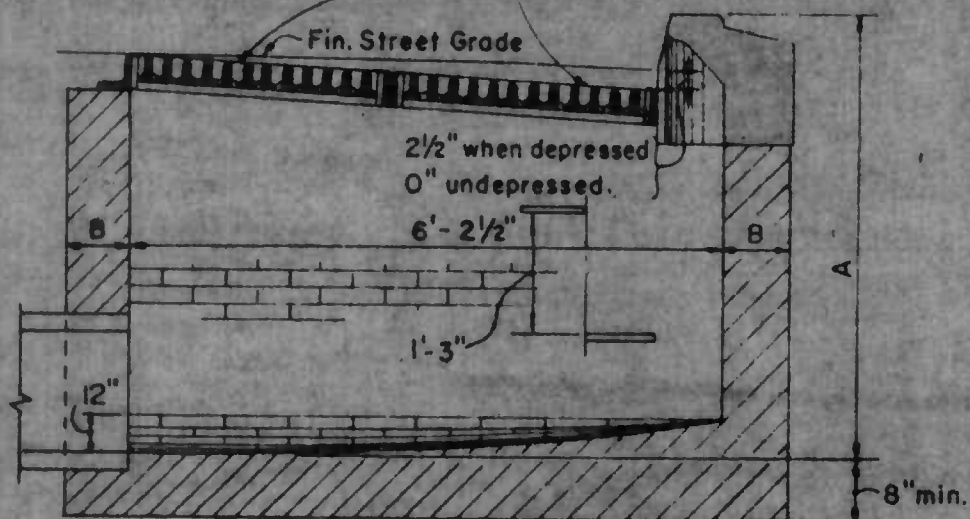 Fin. Street Grade
2½" when depressed
0" undepressed.
B
6'-2½"
B
A
1'-3"
12"
8" min.